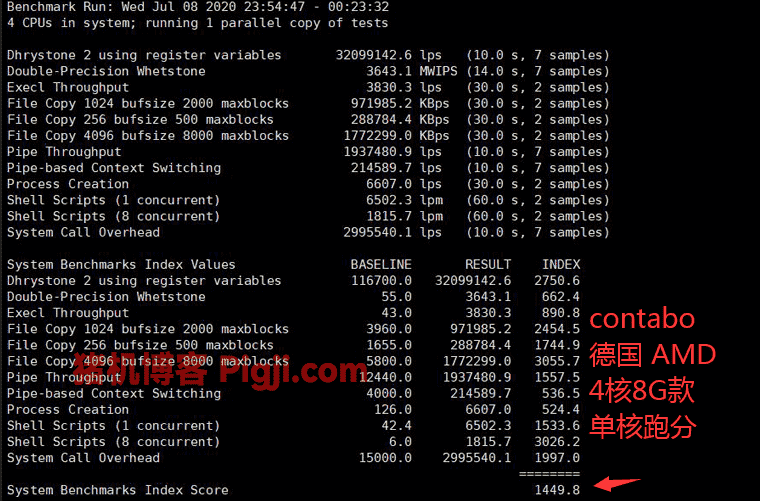 Benchmark Run: Wed Jul 08 2020 23:54:47 - 00:23:32
4 CPUs in system; running 1 parallel copy of tests
Dhrystone 2 using register variables 32099142.6 lps (10.0 s, 7 samples)
Double-Precision Whetstone 3643.1 MWIPS (14.0 s, 7 samples)
Execl Throughput 3830.3 lps (30.0 s, 2 samples)
File Copy 1024 bufsize 2000 maxblocks 971985.2 KBps (30.0 s, 2 samples)
File Copy 256 bufsize 500 maxblocks 288784.4 KBps (30.0 s, 2 samples)
File Copy 4096 bufsize 8000 maxblocks 1772299.0 KBps (30.0 s, 2 samples)
Pipe Throughput 1937480.9 lps (10.0 s, 7 samples)
Pipe-based Context Switching 214589.7 lps (10.0 s, 7 samples)
Process Creation 6607.0 lps (30.0 s, 2 samples)
Shell Scripts (1 concurrent) 6502.3 lpm (60.0 s, 2 samples)
Shell Scripts (8 concurrent) 1815.7 lpm (60.0 s, 2 samples)
System Call Overhead 2995540.1 lps (10.0 s, 7 samples)
System Benchmarks Index Values BASELINE RESULT INDEX
Dhrystone 2 using register variables 116700.0 32099142.6 2750.6
Double-Precision Whetstone 55.0 3643.1 662.4
Execl Throughput 43.0 3830.3 890.8
File Copy 1024 bufsize 2000 maxblocks 3960.0 971985.2 2454.5
File Copy 256 bufsize 500 maxblocks 1655.0 288784.4 1744.9
File Copy 4096 bufsize 8000 maxblocks 5800.0 1772299.0 3055.7
Pipe Throughput 12440.0 1937480.9 1557.5
Pipe-based Context Switching 4000.0 214589.7 536.5
Process Creation 126.0 6607.0 524.4
Shell Scripts (1 concurrent) 42.4 6502.3 1533.6
Shell Scripts (8 concurrent) 6.0 1815.7 3026.2
System Call Overhead 15000.0 2995540.1 1997.0
========
System Benchmarks Index Score 1449.8
contabo
德国 AMD
4核8G款
单核跑分
猪机博客 Pigji.com